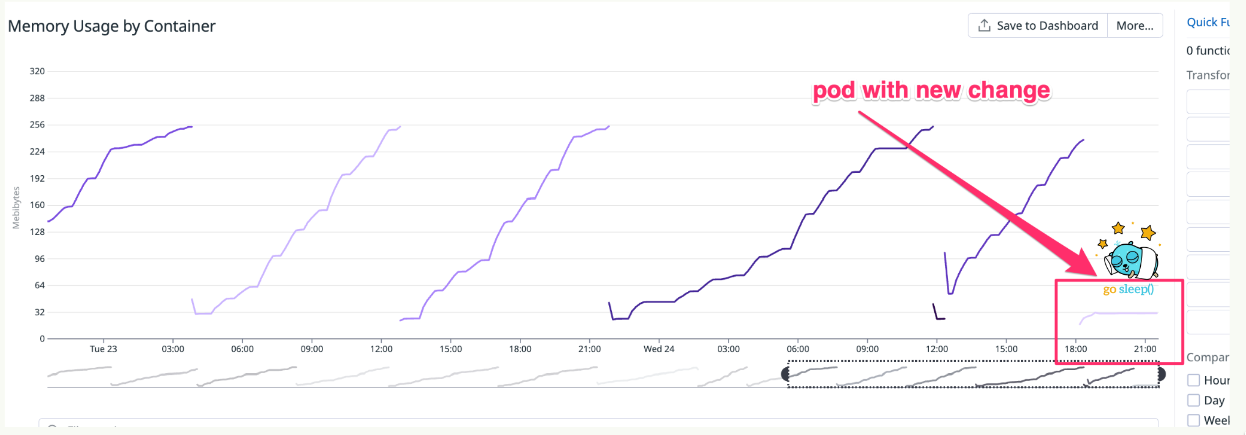 Memory Usage by Container
Save to Dashboard
More...
Quick Fu
0 functio
Transfor
pod with new change
Mebibytes
320
288
256
224
192
160
128
96
64
32
0
go sleep()
Tue 23
03:00
06:00
09:00
12:00
15:00
18:00
21:00
Wed 24
03:00
06:00
09:00
12:00
15:00
18:00
21:00
Compar
Hour
Day
Weel